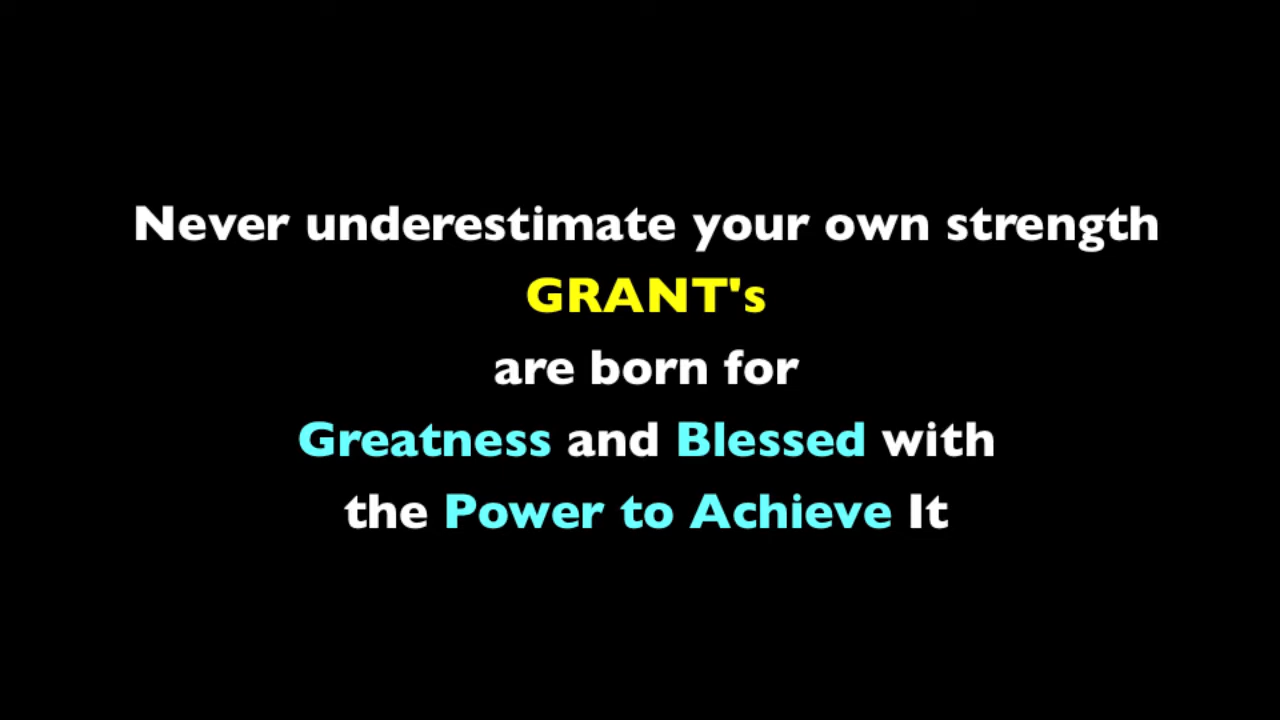 Never underestimate your own strength
GRANT's
are born for
Greatness and Blessed with
the Power to Achieve It